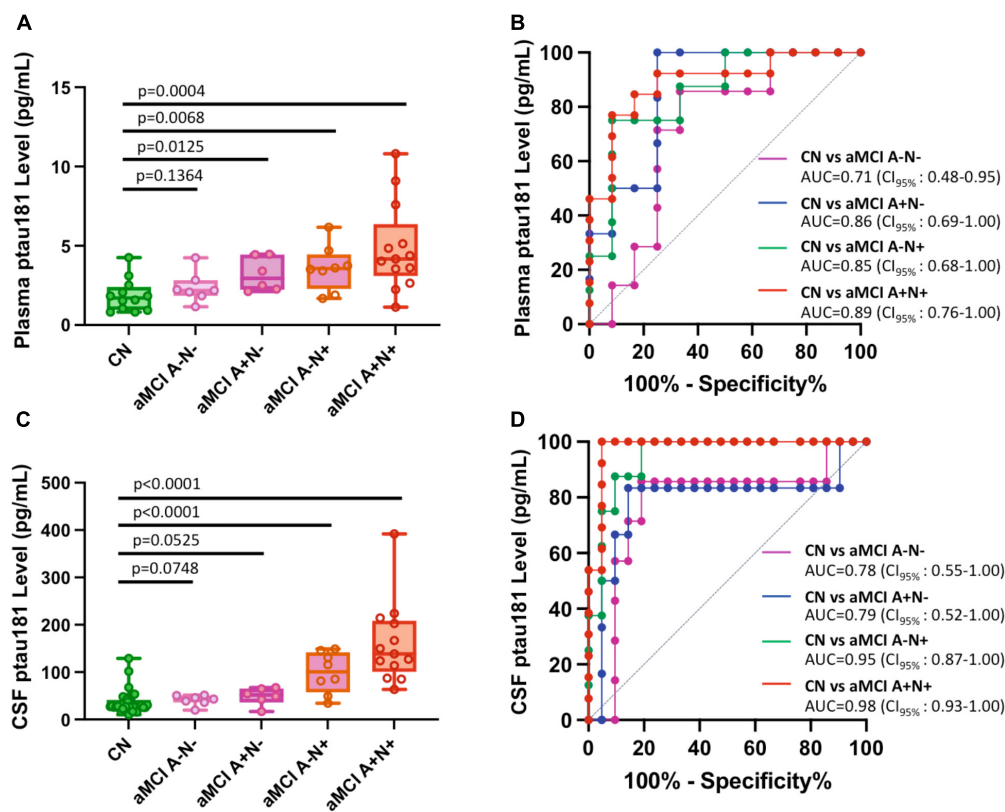 A
Plasma ptau181 Level (pg/mL)
15
10
5
0
p=0.0004
p=0.0068
p=0.0125
p=0.1364
CN
aMCI A-N-
aMCI A+N-
aMCI A-N+
aMCI A+N+
B
Plasma ptau181 Level (pg/mL)
100
80
60
40
20
0
CN vs aMCI A-N-
AUC=0.71 (CI95% : 0.48-0.95)
CN vs aMCI A+N-
AUC=0.86 (CI95% : 0.69-1.00)
CN vs aMCI A-N+
AUC=0.85 (CI95% : 0.68-1.00)
CN vs aMCI A+N+
AUC=0.89 (CI95% : 0.76-1.00)
0 20 40 60 80 100
100% - Specificity%
C
CSF ptau181 Level (pg/mL)
500
400
300
200
100
0
p<0.0001
p<0.0001
p=0.0525
p=0.0748
CN
aMCI A-N-
aMCI A+N-
aMCI A-N+
aMCI A+N+
D
CSF ptau181 Level (pg/mL)
100
80
60
40
20
0
CN vs aMCI A-N-
AUC=0.78 (CI95% : 0.55-1.00)
CN vs aMCI A+N-
AUC=0.79 (CI95% : 0.52-1.00)
CN vs aMCI A-N+
AUC=0.95 (CI95% : 0.87-1.00)
CN vs aMCI A+N+
AUC=0.98 (CI95% : 0.93-1.00)
0 20 40 60 80 100
100% - Specificity%